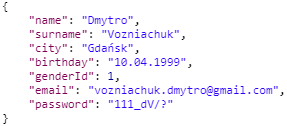 {
"name": "Dmytro",
"surname": "Vozniachuk",
"city": "Gdańsk",
"birthday": "10.04.1999",
"genderId": 1,
"email": "vozniachuk.dmytro@gmail.com",
"password": "111_dV/?"
}